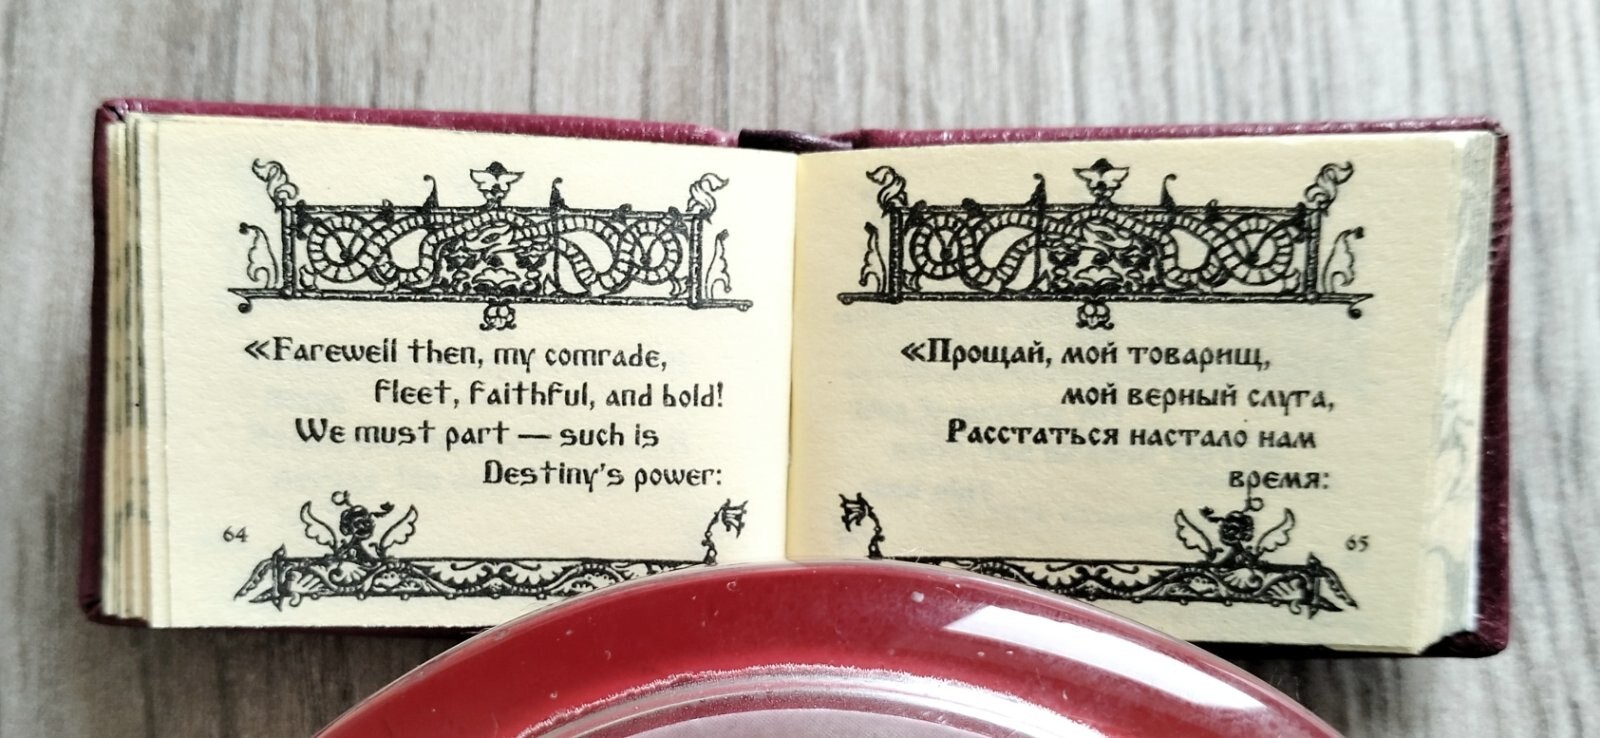 «Farewell then, my comrade,
fleet, faithful, and bold!
We must part — such is
Destiny's power:
64
«Прощай, мой товарищ,
мой верный слуга,
Расстаться настало нам
время:
65